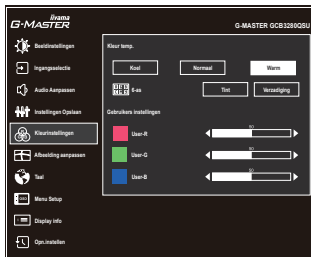 iiyama
G-MASTER
G-MASTER GCB3280QSU
Beeldinstellingen
Kleur temp.
Koel
Normaal
Warm
Ingangsselectie
Audio Aanpassen
6-as
Tint
Verzadiging
Instellingen Opslaan
Gebruikers instellingen
Kleurinstellingen
User-R
50
Afbeelding aanpassen
User-G
50
Taal
User-B
50
Menu Setup
Display info
Opn.instellen